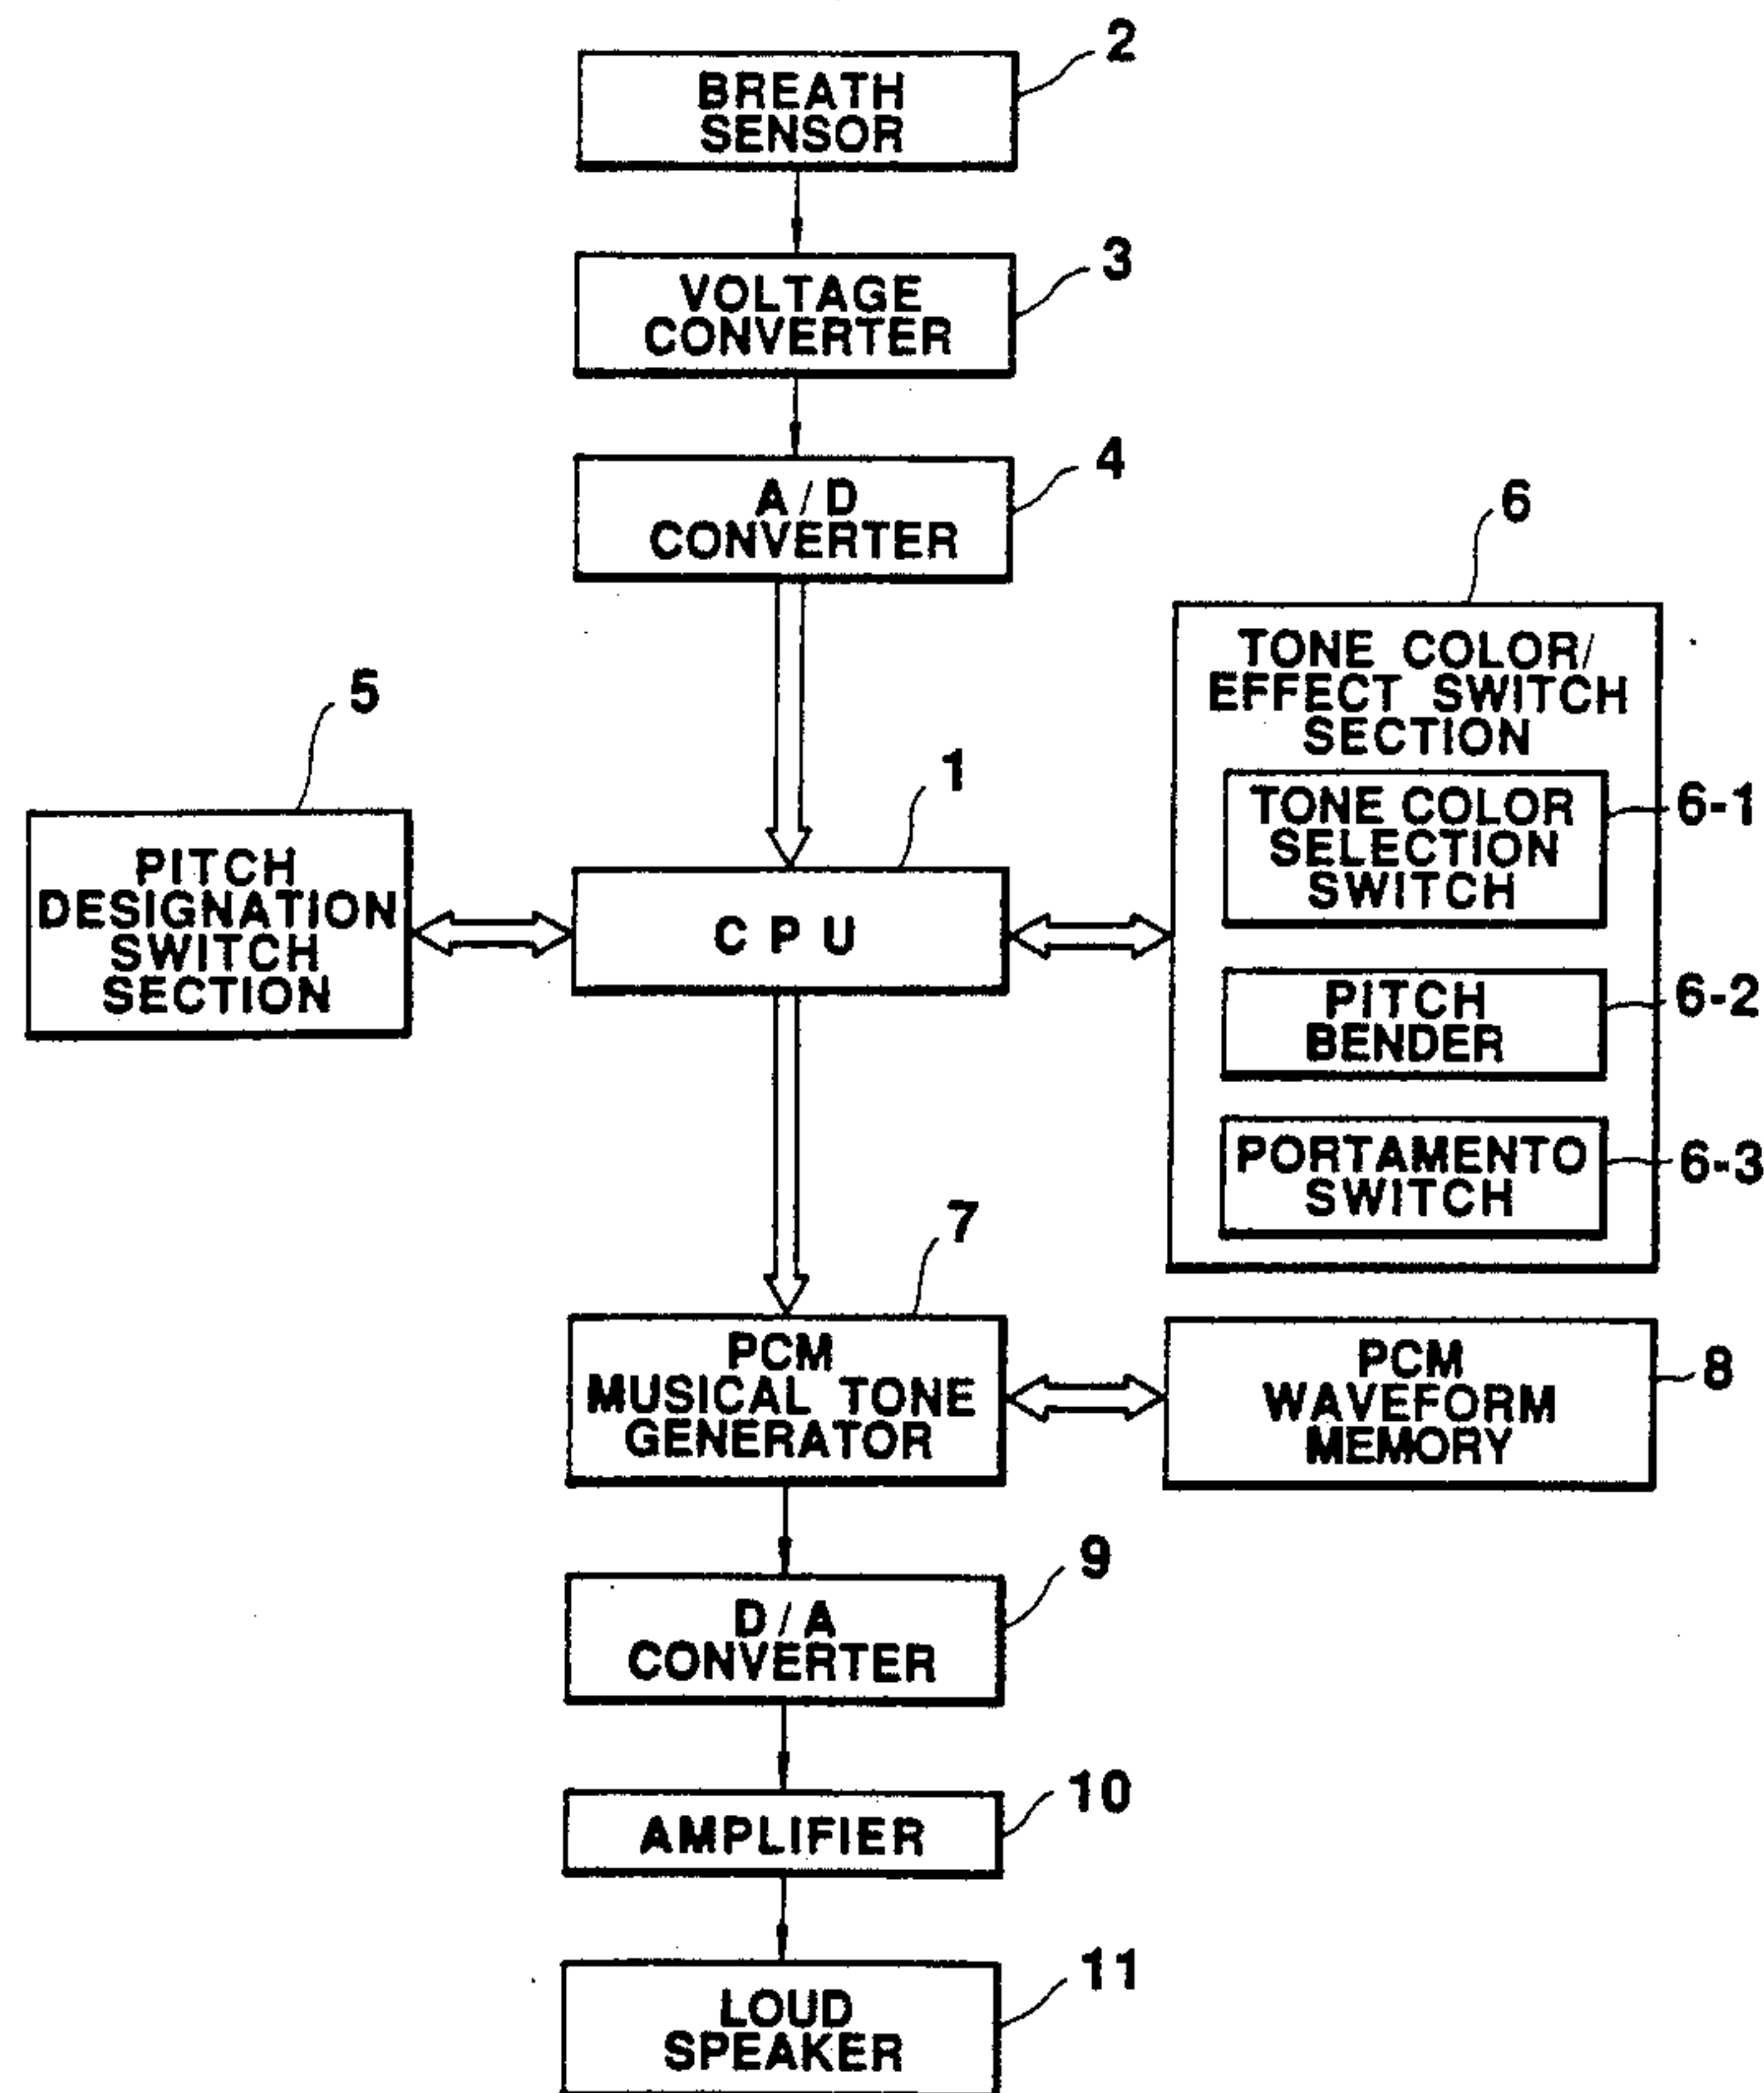 2
BREATH
SENSOR
3
VOLTAGE
CONVERTER
4
A/D
CONVERTER
6
TONE COLOR/
EFFECT SWITCH
SECTION
6-1
TONE COLOR
SELECTION
SWITCH
6-2
PITCH
BENDER
6-3
PORTAMENTO
SWITCH
5
PITCH
DESIGNATION
SWITCH
SECTION
1
CPU
7
PCM
MUSICAL TONE
GENERATOR
8
PCM
WAVEFORM
MEMORY
9
D/A
CONVERTER
10
AMPLIFIER
11
LOUD
SPEAKER